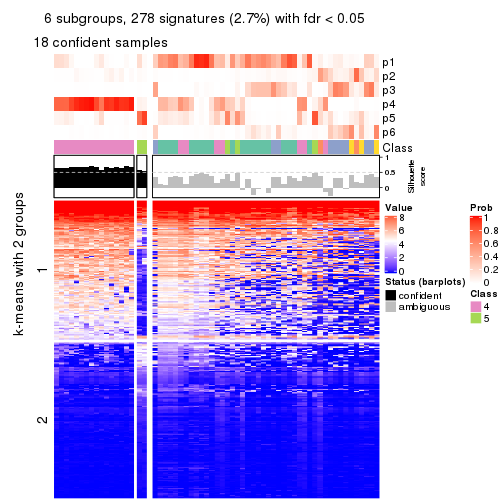 6 subgroups, 278 signatures (2.7%) with fdr < 0.05
18 confident samples
p1
p2
p3
p4
p5
p6
Class
1
0.5
0
Silhouette
score
k-means with 2 groups
1
2
Value
8
6
4
2
0
Prob
1
0.8
0.6
0.4
0.2
0
Status (barplots)
confident
ambiguous
Class
4
5